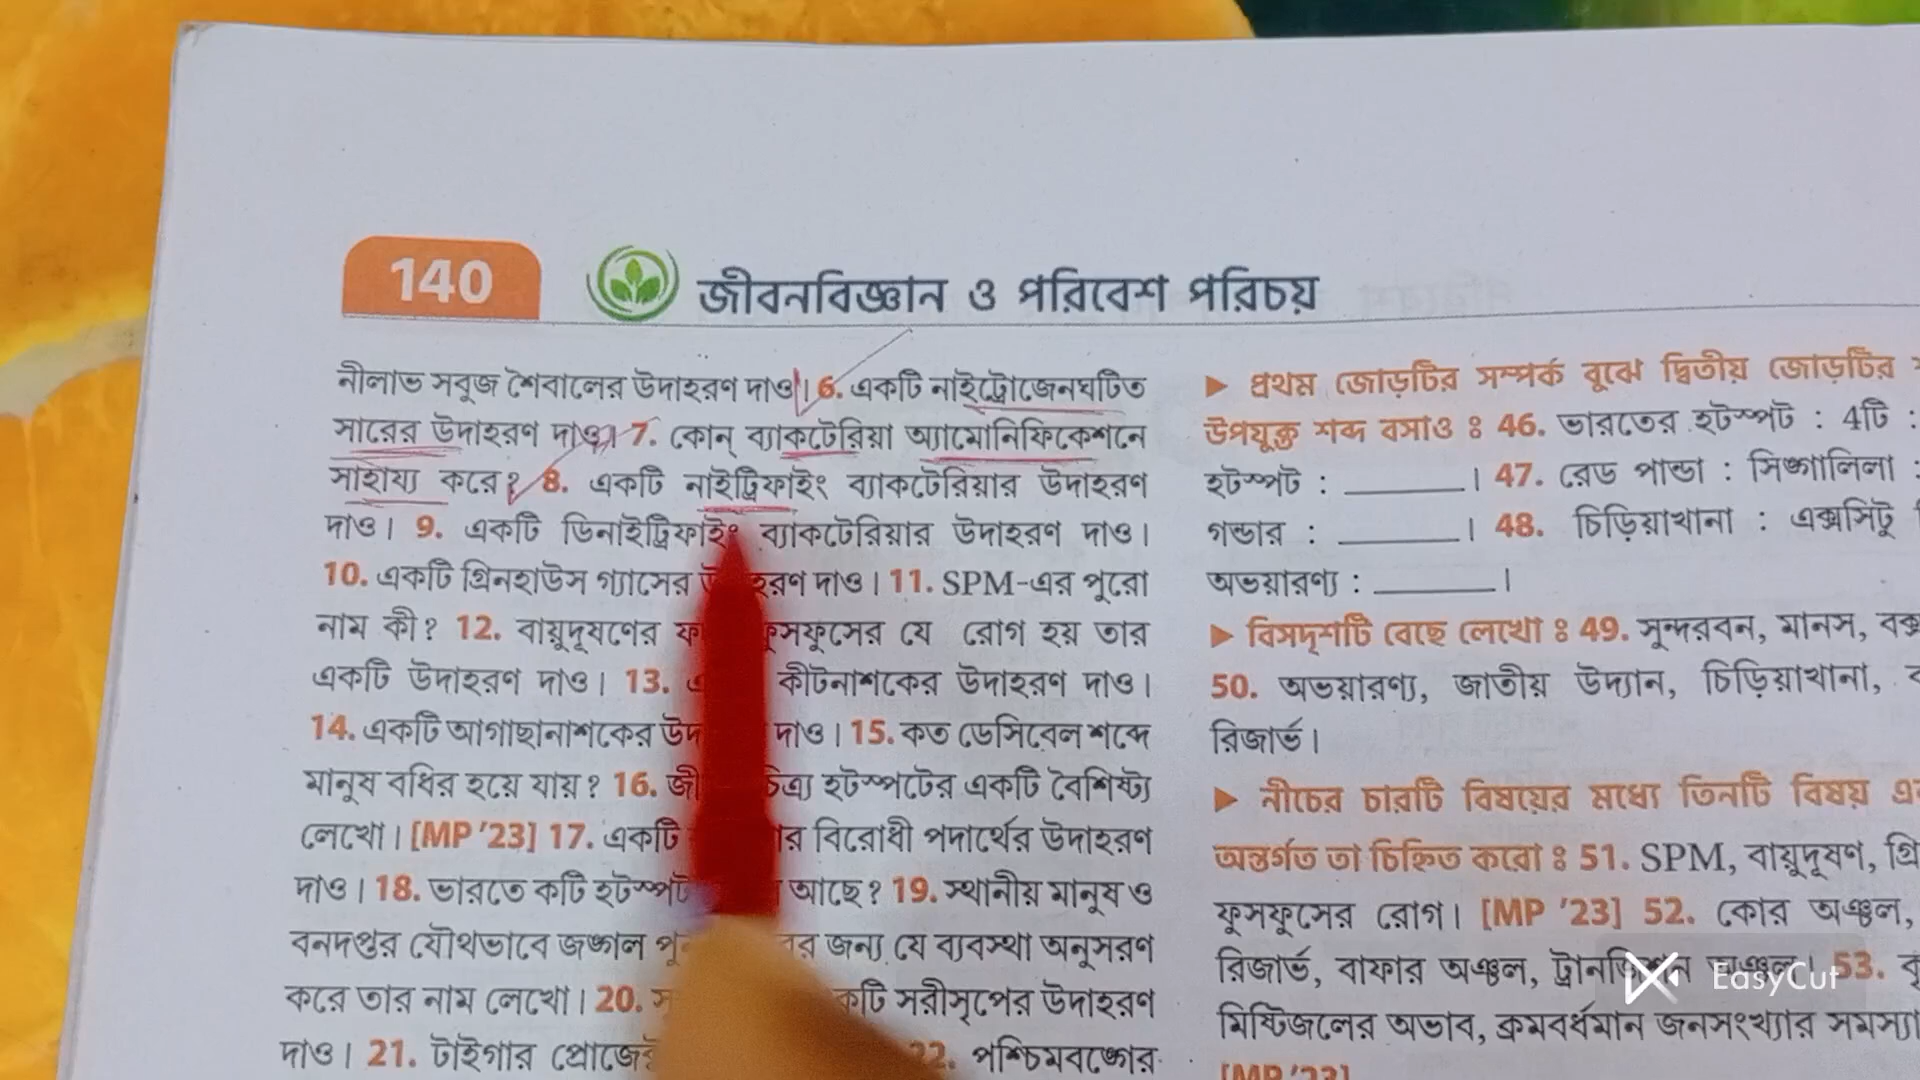 140
জীবনবিজ্ঞান ও পরিবেশ পরিচয়
নীলাভ সবুজ শৈবালের উদাহরণ দাও। 6. একটি নাইট্রোজেনঘটিত
সারের উদাহরণ দাও। 7. কোন্ ব্যাকটেরিয়া অ্যামোনিফিকেশনে
সাহায্য করে? 8. একটি নাইট্রিফাইং ব্যাকটেরিয়ার উদাহরণ
দাও। 9. একটি ডিনাইট্রিফাইং ব্যাকটেরিয়ার উদাহরণ দাও।
10. একটি গ্রিনহাউস গ্যাসের দাও। 11. SPM-এর পুরো
নাম কী? 12. বায়ুদূষণের যে রোগ হয় তার
একটি উদাহরণ দাও। 13. কীটনাশকের উদাহরণ দাও।
14. একটি আগাছানাশকের দাও। 15. কত ডেসিবেল শব্দে
মানুষ বধির হয়ে যায়? 16. হটস্পটের একটি বৈশিষ্ট্য
লেখো। [MP '23] 17. একটি বিরোধী পদার্থের উদাহরণ
দাও। 18. ভারতে কটি হটস্পট আছে? 19. স্থানীয় মানুষ ও
বনদপ্তর যৌথভাবে জঙ্গল জন্য যে ব্যবস্থা অনুসরণ
করে তার নাম লেখো। 20. সরীসৃপের উদাহরণ
দাও। 21. টাইগার 22. পশ্চিমবঙ্গের
▶ প্রথম জোড়টির সম্পর্ক বুঝে দ্বিতীয় জোড়টির
উপযুক্ত শব্দ বসাও ঃ 46. ভারতের হটস্পট : 4টি :
হটস্পট : ______। 47. রেড পান্ডা : সিঙ্গালিলা :
গন্ডার : ______। 48. চিড়িয়াখানা : এক্সসিটু
অভয়ারণ্য : ______।
▶ বিসদৃশটি বেছে লেখো ঃ 49. সুন্দরবন, মানস,
50. অভয়ারণ্য, জাতীয় উদ্যান, চিড়িয়াখানা,
রিজার্ভ।
▶ নীচের চারটি বিষয়ের মধ্যে তিনটি বিষয়
অন্তর্গত তা চিহ্নিত করো ঃ 51. SPM, বায়ুদূষণ,
ফুসফুসের রোগ। [MP '23] 52. কোর অঞ্চল,
রিজার্ভ, বাফার অঞ্চল, অঞ্চল। 53.
মিষ্টিজলের অভাব, ক্রমবর্ধমান জনসংখ্যার সমস্যা
[MP '23]
EasyCut